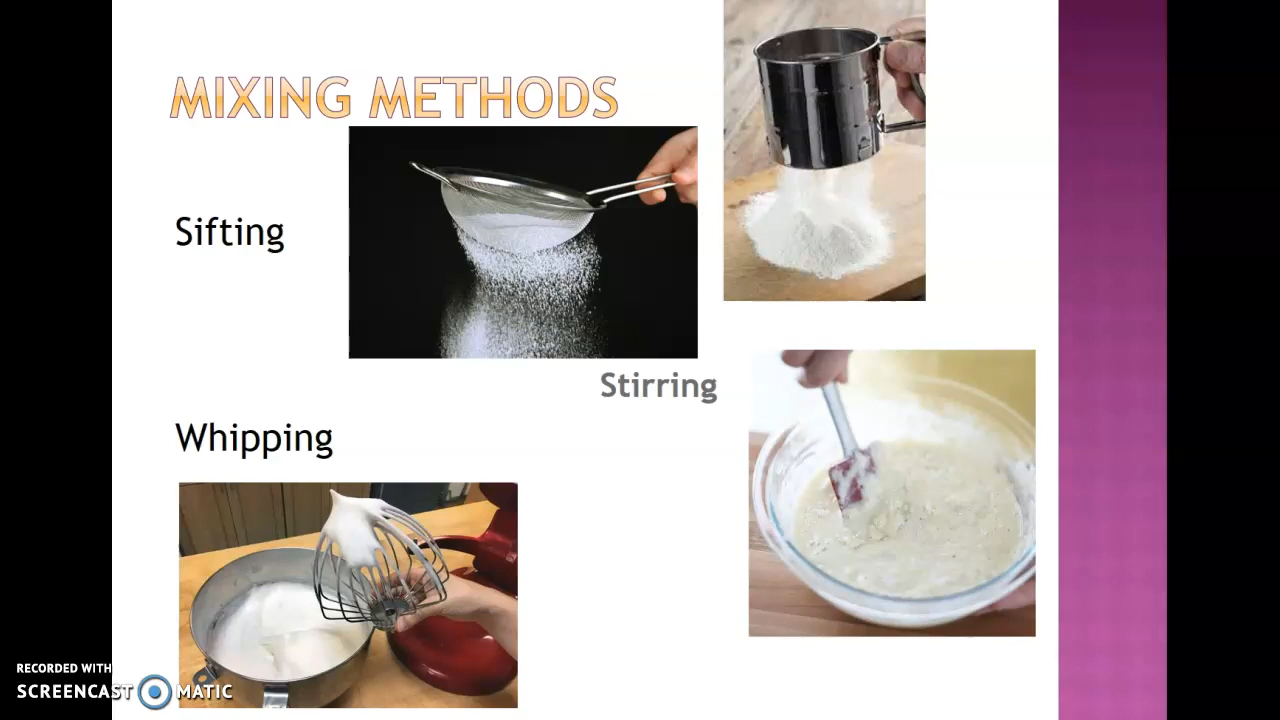 MIXING METHODS
Sifting
Stirring
Whipping
RECORDED WITH
SCREENCAST MATIC